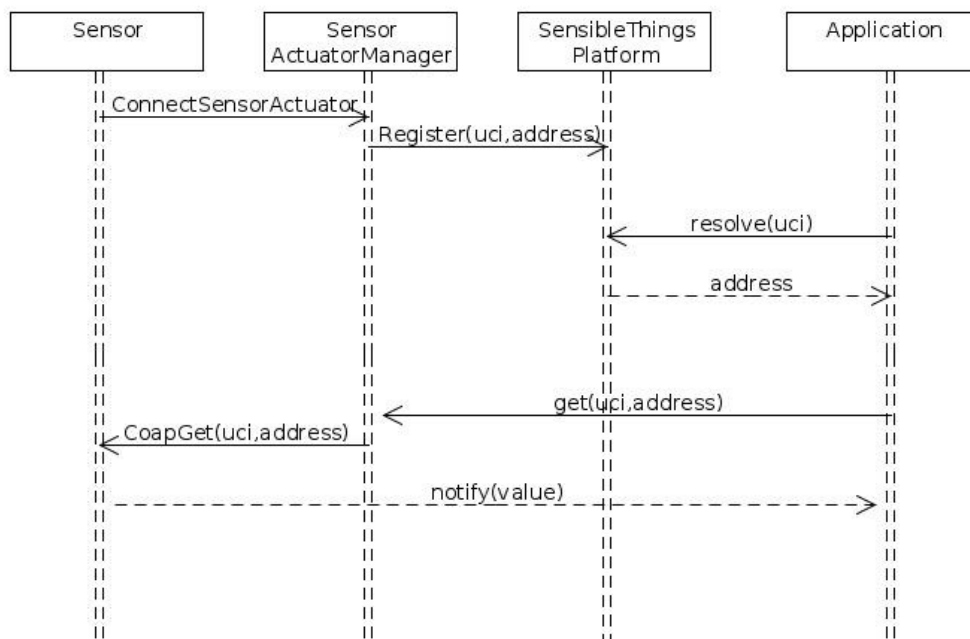 Sensor
Sensor
ActuatorManager
SensibleThings
Platform
Application
ConnectSensorActuator
Register(uci,address)
resolve(uci)
address
get(uci,address)
CoapGet(uci,address)
notify(value)